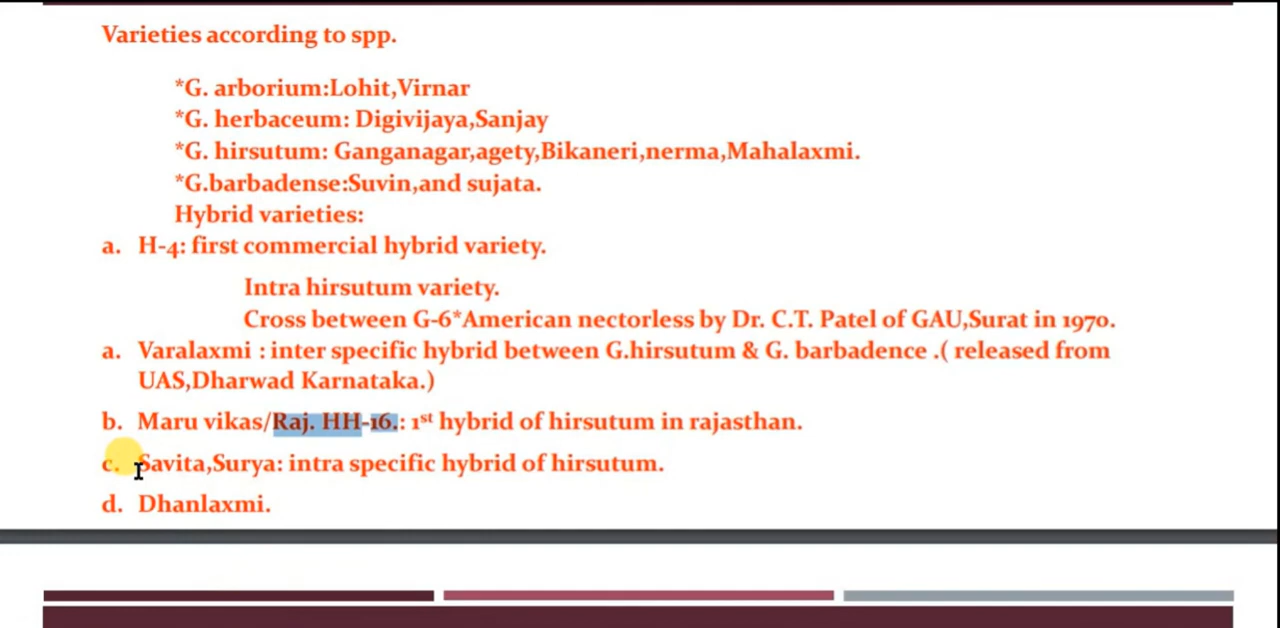 Varieties according to spp.
*G. arborium:Lohit,Virnar
*G. herbaceum: Digivijaya,Sanjay
*G. hirsutum: Ganganagar,agety,Bikaneri,nerma,Mahalaxmi.
*G.barbadense:Suvin,and sujata.
Hybrid varieties:
a. H-4: first commercial hybrid variety.
Intra hirsutum variety.
Cross between G-6*American nectorless by Dr. C.T. Patel of GAU,Surat in 1970.
a. Varalaxmi : inter specific hybrid between G.hirsutum & G. barbadence .( released from
UAS,Dharwad Karnataka.)
b. Maru vikas/Raj. HH-16.: 1st hybrid of hirsutum in rajasthan.
c. Savita,Surya: intra specific hybrid of hirsutum.
d. Dhanlaxmi.